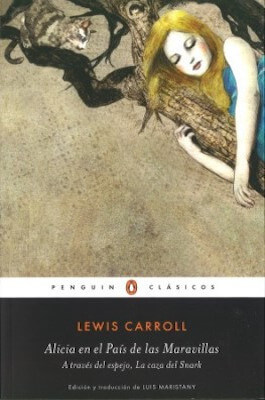 PENGUIN CLÁSICOS
LEWIS CARROLL
Alicia en el País de las Maravillas
A través del espejo, La caza del Snark
Edición y traducción de LUIS MARISTANY